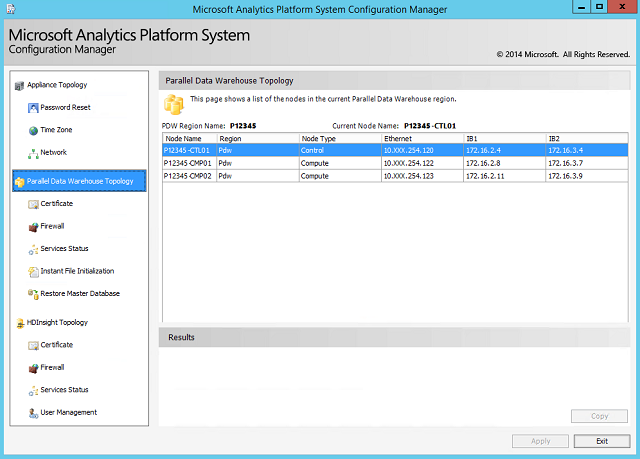 Microsoft Analytics Platform System Configuration Manager
Microsoft Analytics Platform System
Configuration Manager
© 2014 Microsoft. All Rights Reserved.
Appliance Topology
Password Reset
Time Zone
Network
Parallel Data Warehouse Topology
Certificate
Firewall
Services Status
Instant File Initialization
Restore Master Database
HDInsight Topology
Certificate
Firewall
Services Status
User Management
Parallel Data Warehouse Topology
This page shows a list of the nodes in the current Parallel Data Warehouse region.
PDW Region Name: P12345 Current Node Name: P12345-CTL01
Node Name Region Node Type Ethernet IB1 IB2
P12345-CTL01 Pdw Control 10.XXX.254.120 172.16.2.4 172.16.3.4
P12345-CMP01 Pdw Compute 10.XXX.254.122 172.16.2.8 172.16.3.7
P12345-CMP02 Pdw Compute 10.XXX.254.123 172.16.2.11 172.16.3.9
Results
Copy
Apply Exit